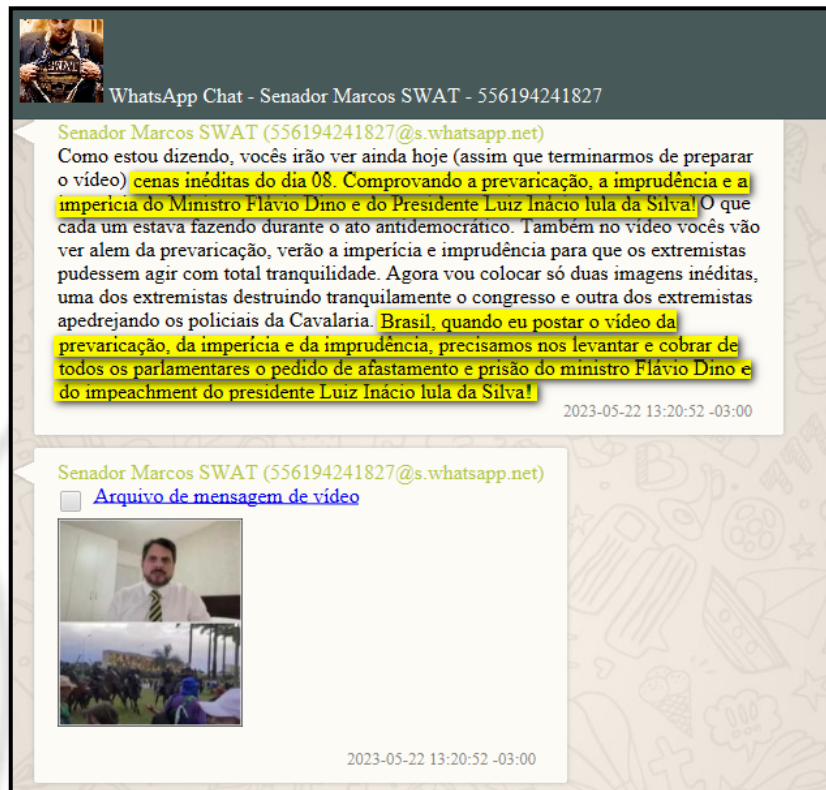 SWAT
WhatsApp Chat - Senador Marcos SWAT - 556194241827
Senador Marcos SWAT (556194241827@s.whatsapp.net)
Como estou dizendo, vocês irão ver ainda hoje (assim que terminarmos de preparar
o vídeo) cenas inéditas do dia 08. Comprovando a prevaricação, a imprudência e a
imperícia do Ministro Flávio Dino e do Presidente Luiz Inácio lula da Silva! O que
cada um estava fazendo durante o ato antidemocrático. Também no vídeo vocês vão
ver alem da prevaricação, verão a imperícia e imprudência para que os extremistas
pudessem agir com total tranquilidade. Agora vou colocar só duas imagens inéditas,
uma dos extremistas destruindo tranquilamente o congresso e outra dos extremistas
apedrejando os policiais da Cavalaria. Brasil, quando eu postar o vídeo da
prevaricação, da imperícia e da imprudência, precisamos nos levantar e cobrar de
todos os parlamentares o pedido de afastamento e prisão do ministro Flávio Dino e
do impeachment do presidente Luiz Inácio lula da Silva!
2023-05-22 13:20:52 -03:00
Senador Marcos SWAT (556194241827@s.whatsapp.net)
Arquivo de mensagem de vídeo
2023-05-22 13:20:52 -03:00